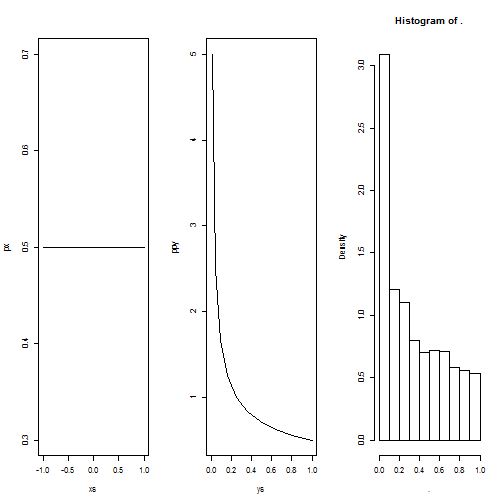 Histogram of .
px
0.3 0.4 0.5 0.6 0.7
-1.0 -0.5 0.0 0.5 1.0
xs
ppy
1 2 3 4 5
0.0 0.2 0.4 0.6 0.8 1.0
ys
Density
0.0 0.5 1.0 1.5 2.0 2.5 3.0
0.0 0.2 0.4 0.6 0.8 1.0
.